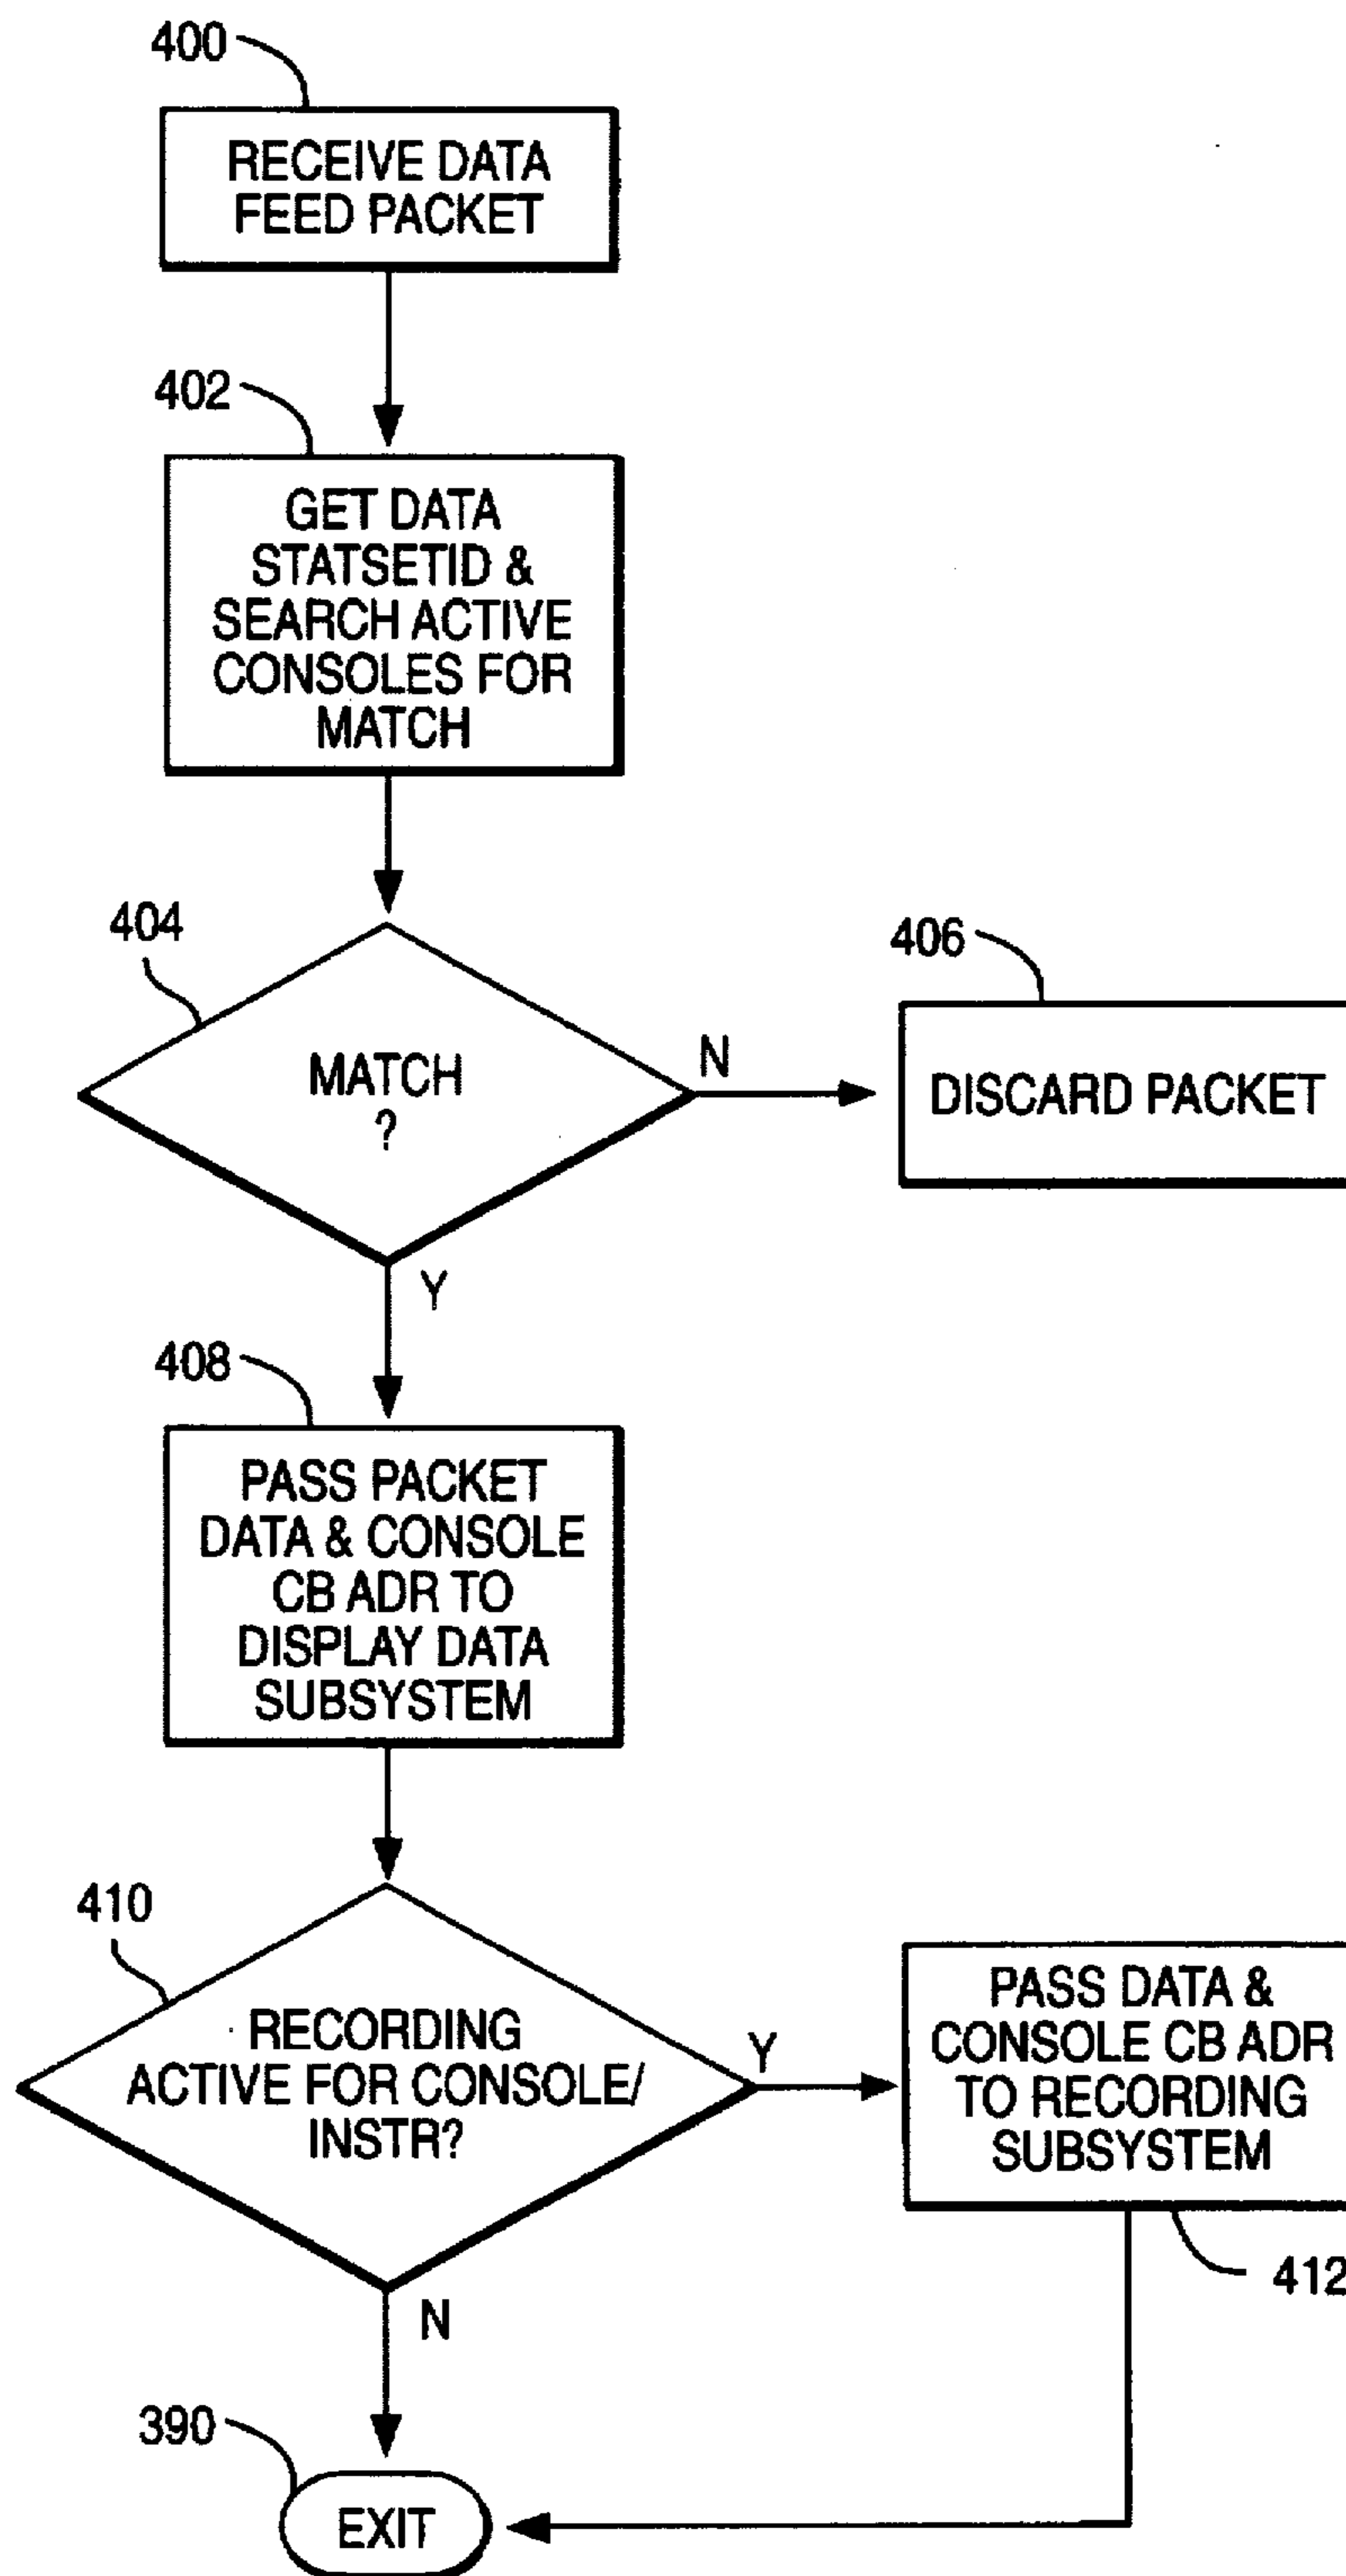 400
RECEIVE DATA
FEED PACKET
402
GET DATA
STATSETID &
SEARCH ACTIVE
CONSOLES FOR
MATCH
404
MATCH
?
N
406
DISCARD PACKET
Y
408
PASS PACKET
DATA & CONSOLE
CB ADR TO
DISPLAY DATA
SUBSYSTEM
410
RECORDING
ACTIVE FOR CONSOLE/
INSTR?
Y
PASS DATA &
CONSOLE CB ADR
TO RECORDING
SUBSYSTEM
412
N
390
EXIT